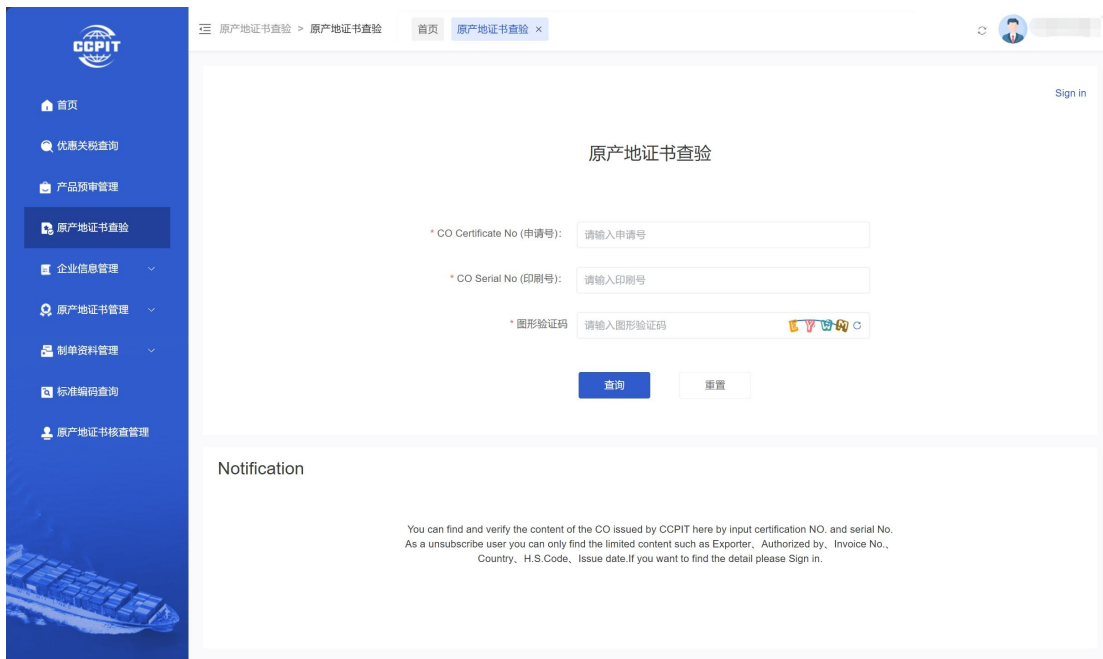 CCPIT
首页
优惠关税查询
产品预审管理
原产地证书查验
企业信息管理
原产地证书管理
制单资料管理
标准编码查询
原产地证书核查管理
原产地证书查验 > 原产地证书查验
首页 原产地证书查验 ×
Sign in
原产地证书查验
* CO Certificate No (申请号): 请输入申请号
* CO Serial No (印刷号): 请输入印刷号
* 图形验证码 请输入图形验证码 EYWM
查询 重置
Notification
You can find and verify the content of the CO issued by CCPIT here by input certification NO. and serial No.
As a unsubscribe user you can only find the limited content such as Exporter、Authorized by、Invoice No.、
Country、H.S.Code、Issue date.If you want to find the detail please Sign in.